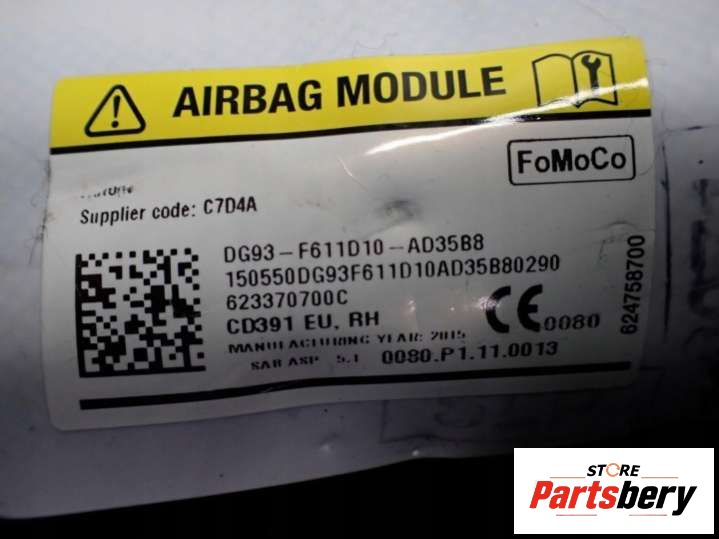 AIRBAG MODULE
FoMoCo
Supplier code: C7D4A
DG93-F611D10-AD35B8
150550DG93F611D10AD35B80290
623370700C
CD391 EU, RH
CE 0080
MANUFACTURING YEAR: 2015
SAB ASP 5.1 0080.P1.11.0013
624758700
STORE
Partsbery